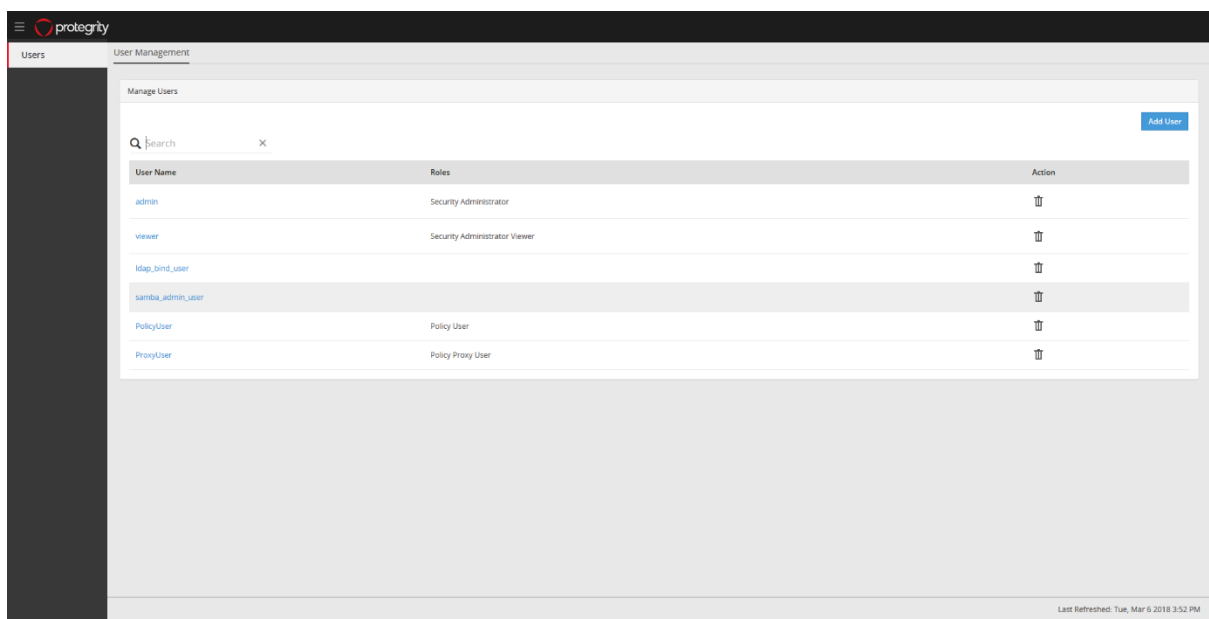 protegrity
Users
User Management
Manage Users
Add User
Search
User Name Roles Action
admin Security Administrator
viewer Security Administrator Viewer
ldap_bind_user
samba_admin_user
PolicyUser Policy User
ProxyUser Policy Proxy User
Last Refreshed: Tue, Mar 6 2018 3:52 PM